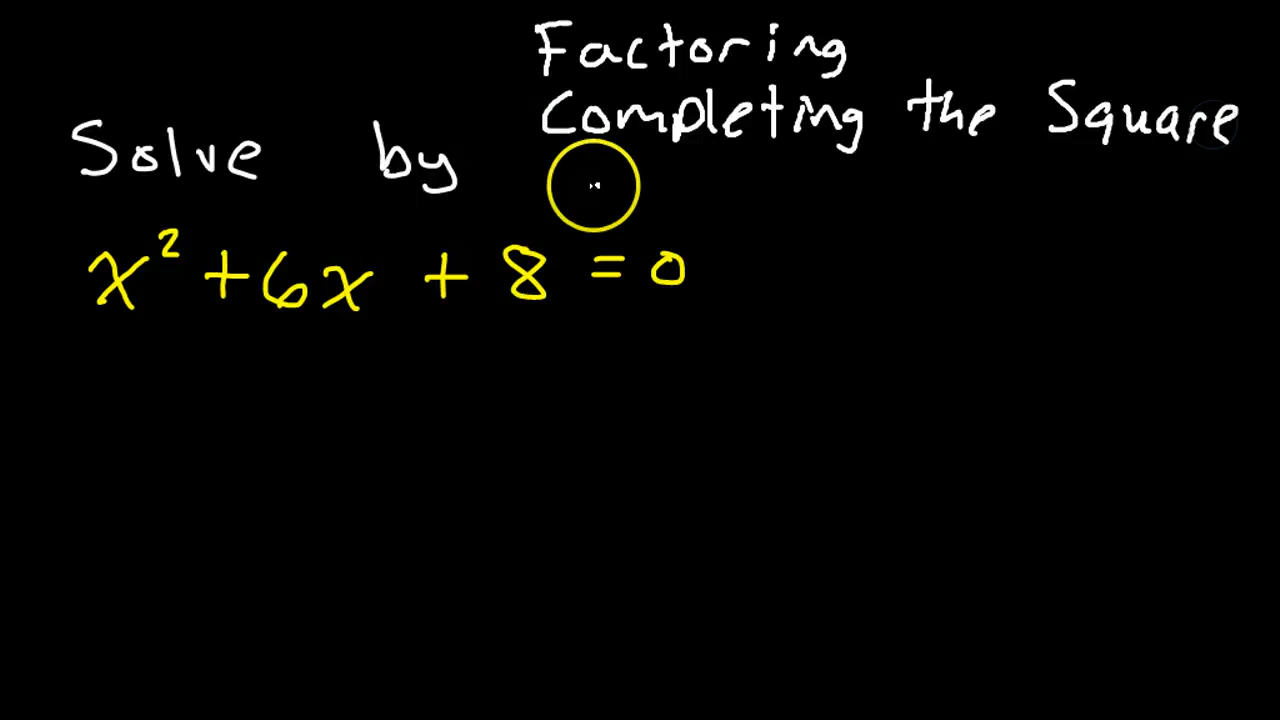 Factoring
Completing the Square
Solve by
x² + 6x + 8 = 0